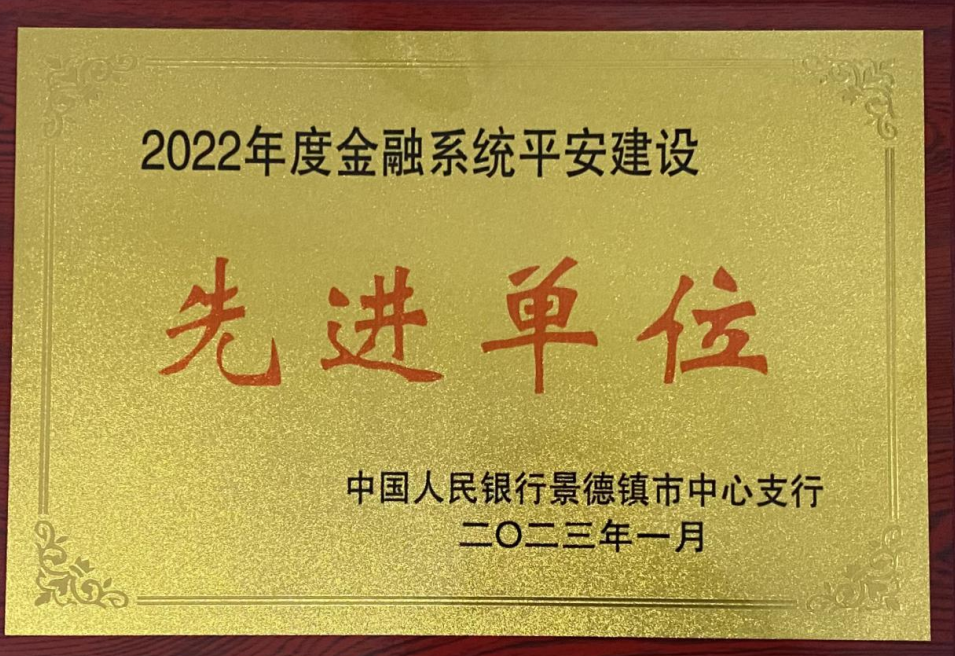 2022年度金融系统平安建设
先进单位
中国人民银行景德镇市中心支行
二〇二三年一月